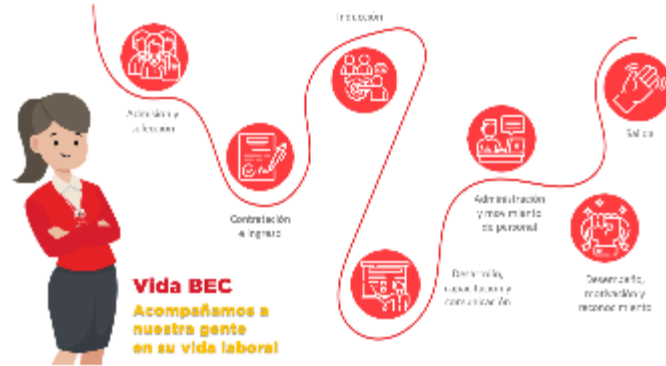 Admisión y
selección
Contratación
e ingreso
Inducción
Desarrollo,
capacitación y
comunicación
Administración
y movimiento
de personal
Desempeño,
motivación y
reconocimiento
Salida
Vida BEC
Acompañamos a
nuestra gente
en su vida laboral